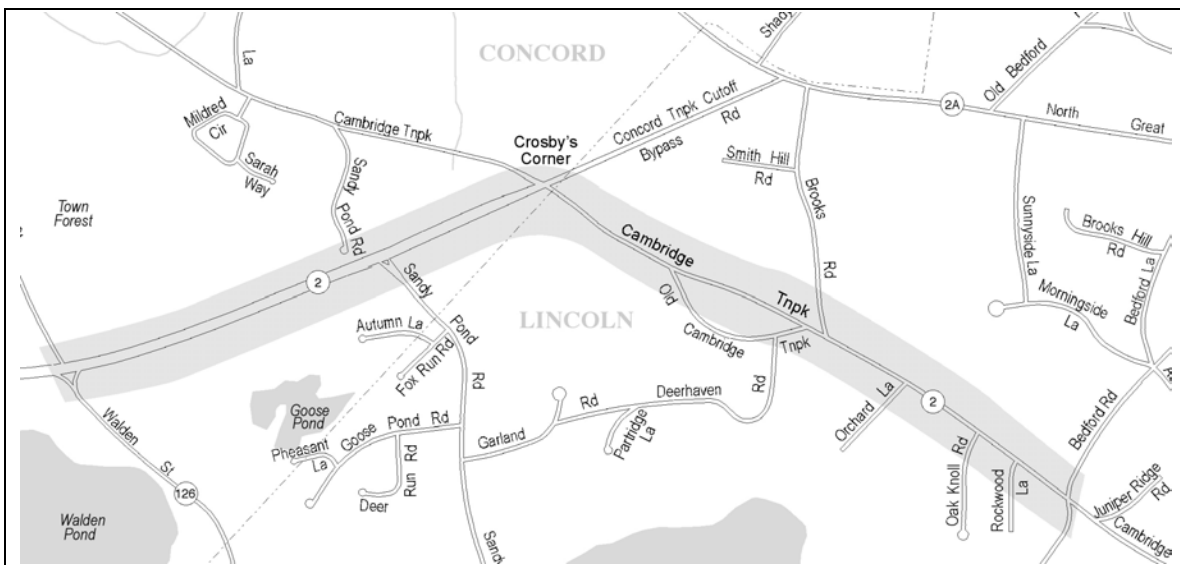 Shady
CONCORD
Old Bedford
La
2A
Mildred
Cir
Cambridge Tnpk
Concord Tnpk Cutoff
Bypass Rd
North Great
Crosby's
Corner
Sarah
Way
Sandy
Pond Rd
Smith Hill
Rd
Brooks
Rd
Town
Forest
Sunnyside La
Brooks Hill
Rd
Bedford La
Cambridge
Tnpk
2
Sandy
Pond
Rd
Old
Cambridge
Tnpk
LINCOLN
Morningside
La
Autumn La
Fox Run Rd
Goose
Pond
Pheasant
La
Goose Pond Rd
Deer
Run Rd
Garland
Rd
Partridge
La
Deerhaven
Rd
Orchard La
2
Bedford Rd
Walden
St
126
Walden
Pond
Oak Knoll
Rd
Rockwood
La
Juniper Ridge
Rd
Cambridge
Sandy